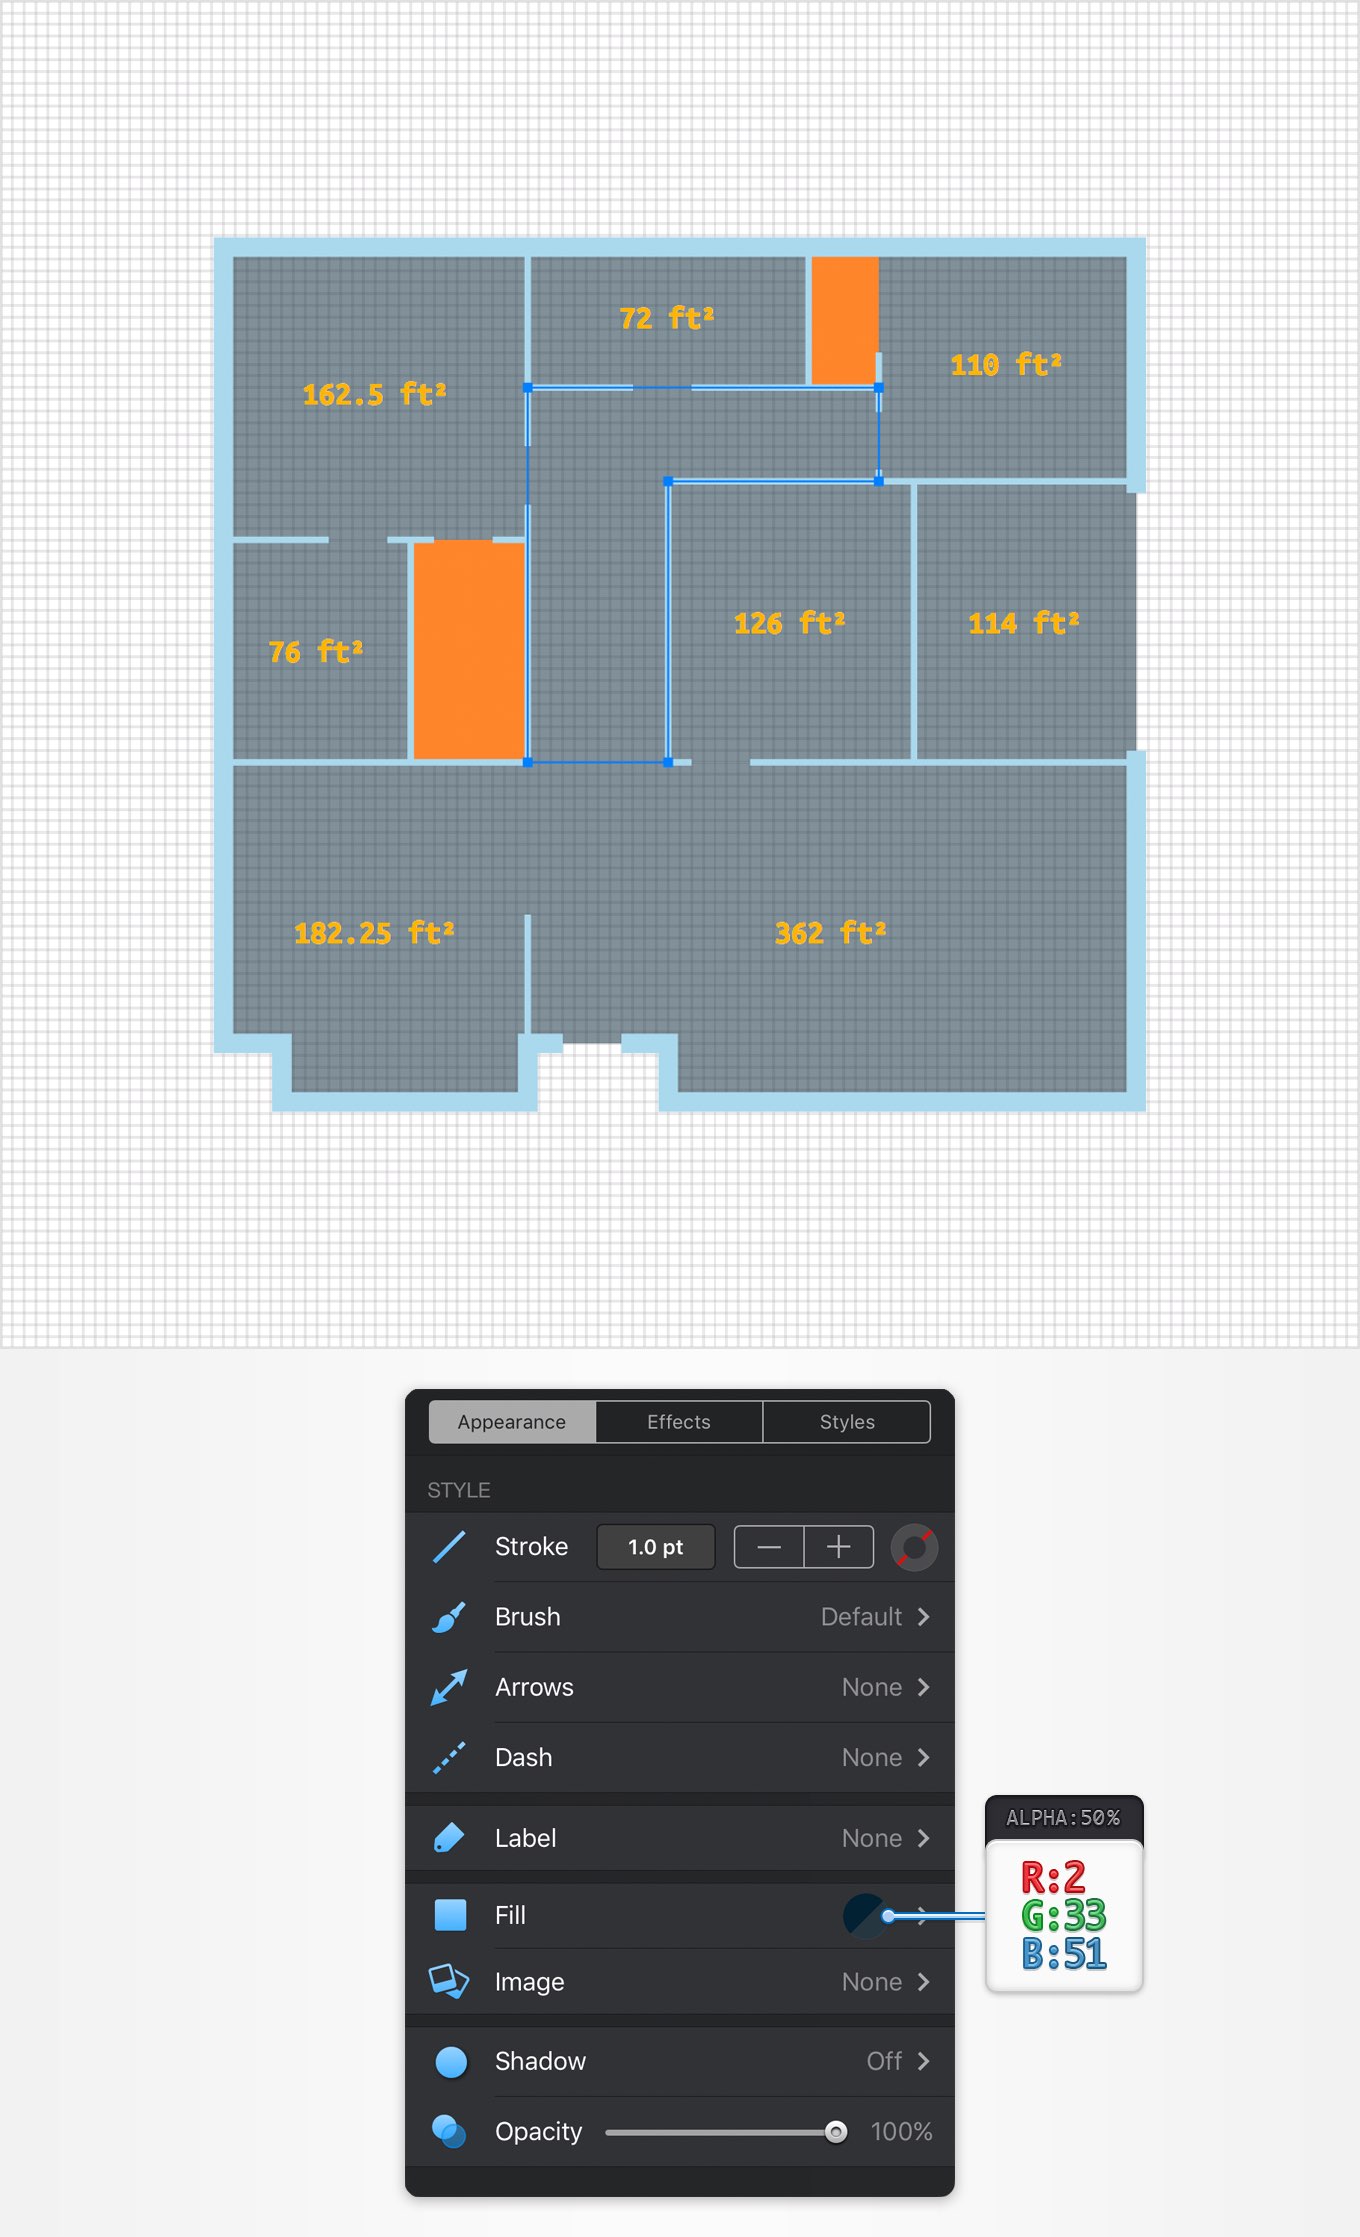 72 ft²
110 ft²
162.5 ft²
126 ft²
114 ft²
76 ft²
182.25 ft²
362 ft²
Appearance
Effects
Styles
STYLE
Stroke 1.0 pt
Brush Default
Arrows None
Dash None
Label None
Fill
Image None
Shadow Off
Opacity 100%
ALPHA:50%
R:2
G:33
B:51